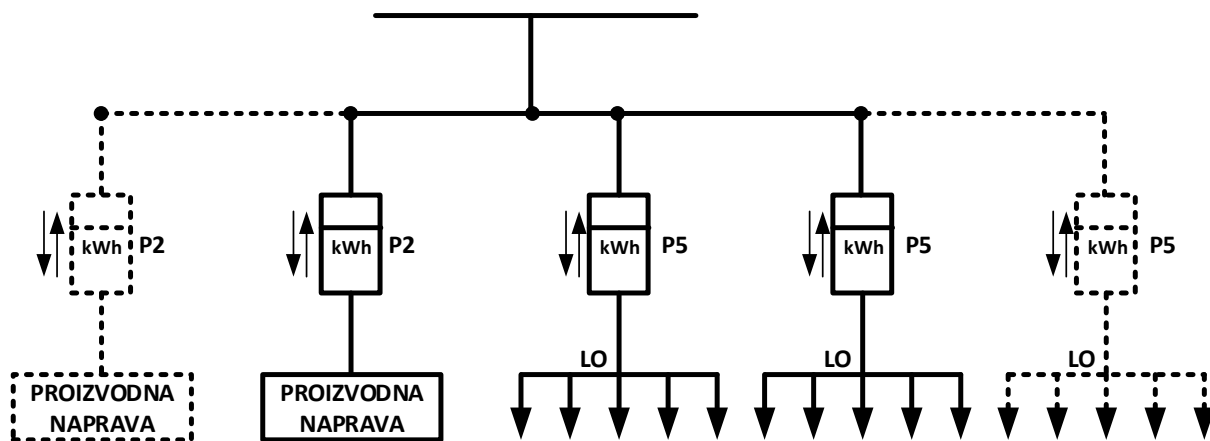 kWh P2
kWh P2
kWh P5
kWh P5
kWh P5
LO
LO
LO
PROIZVODNA
NAPRAVA
PROIZVODNA
NAPRAVA